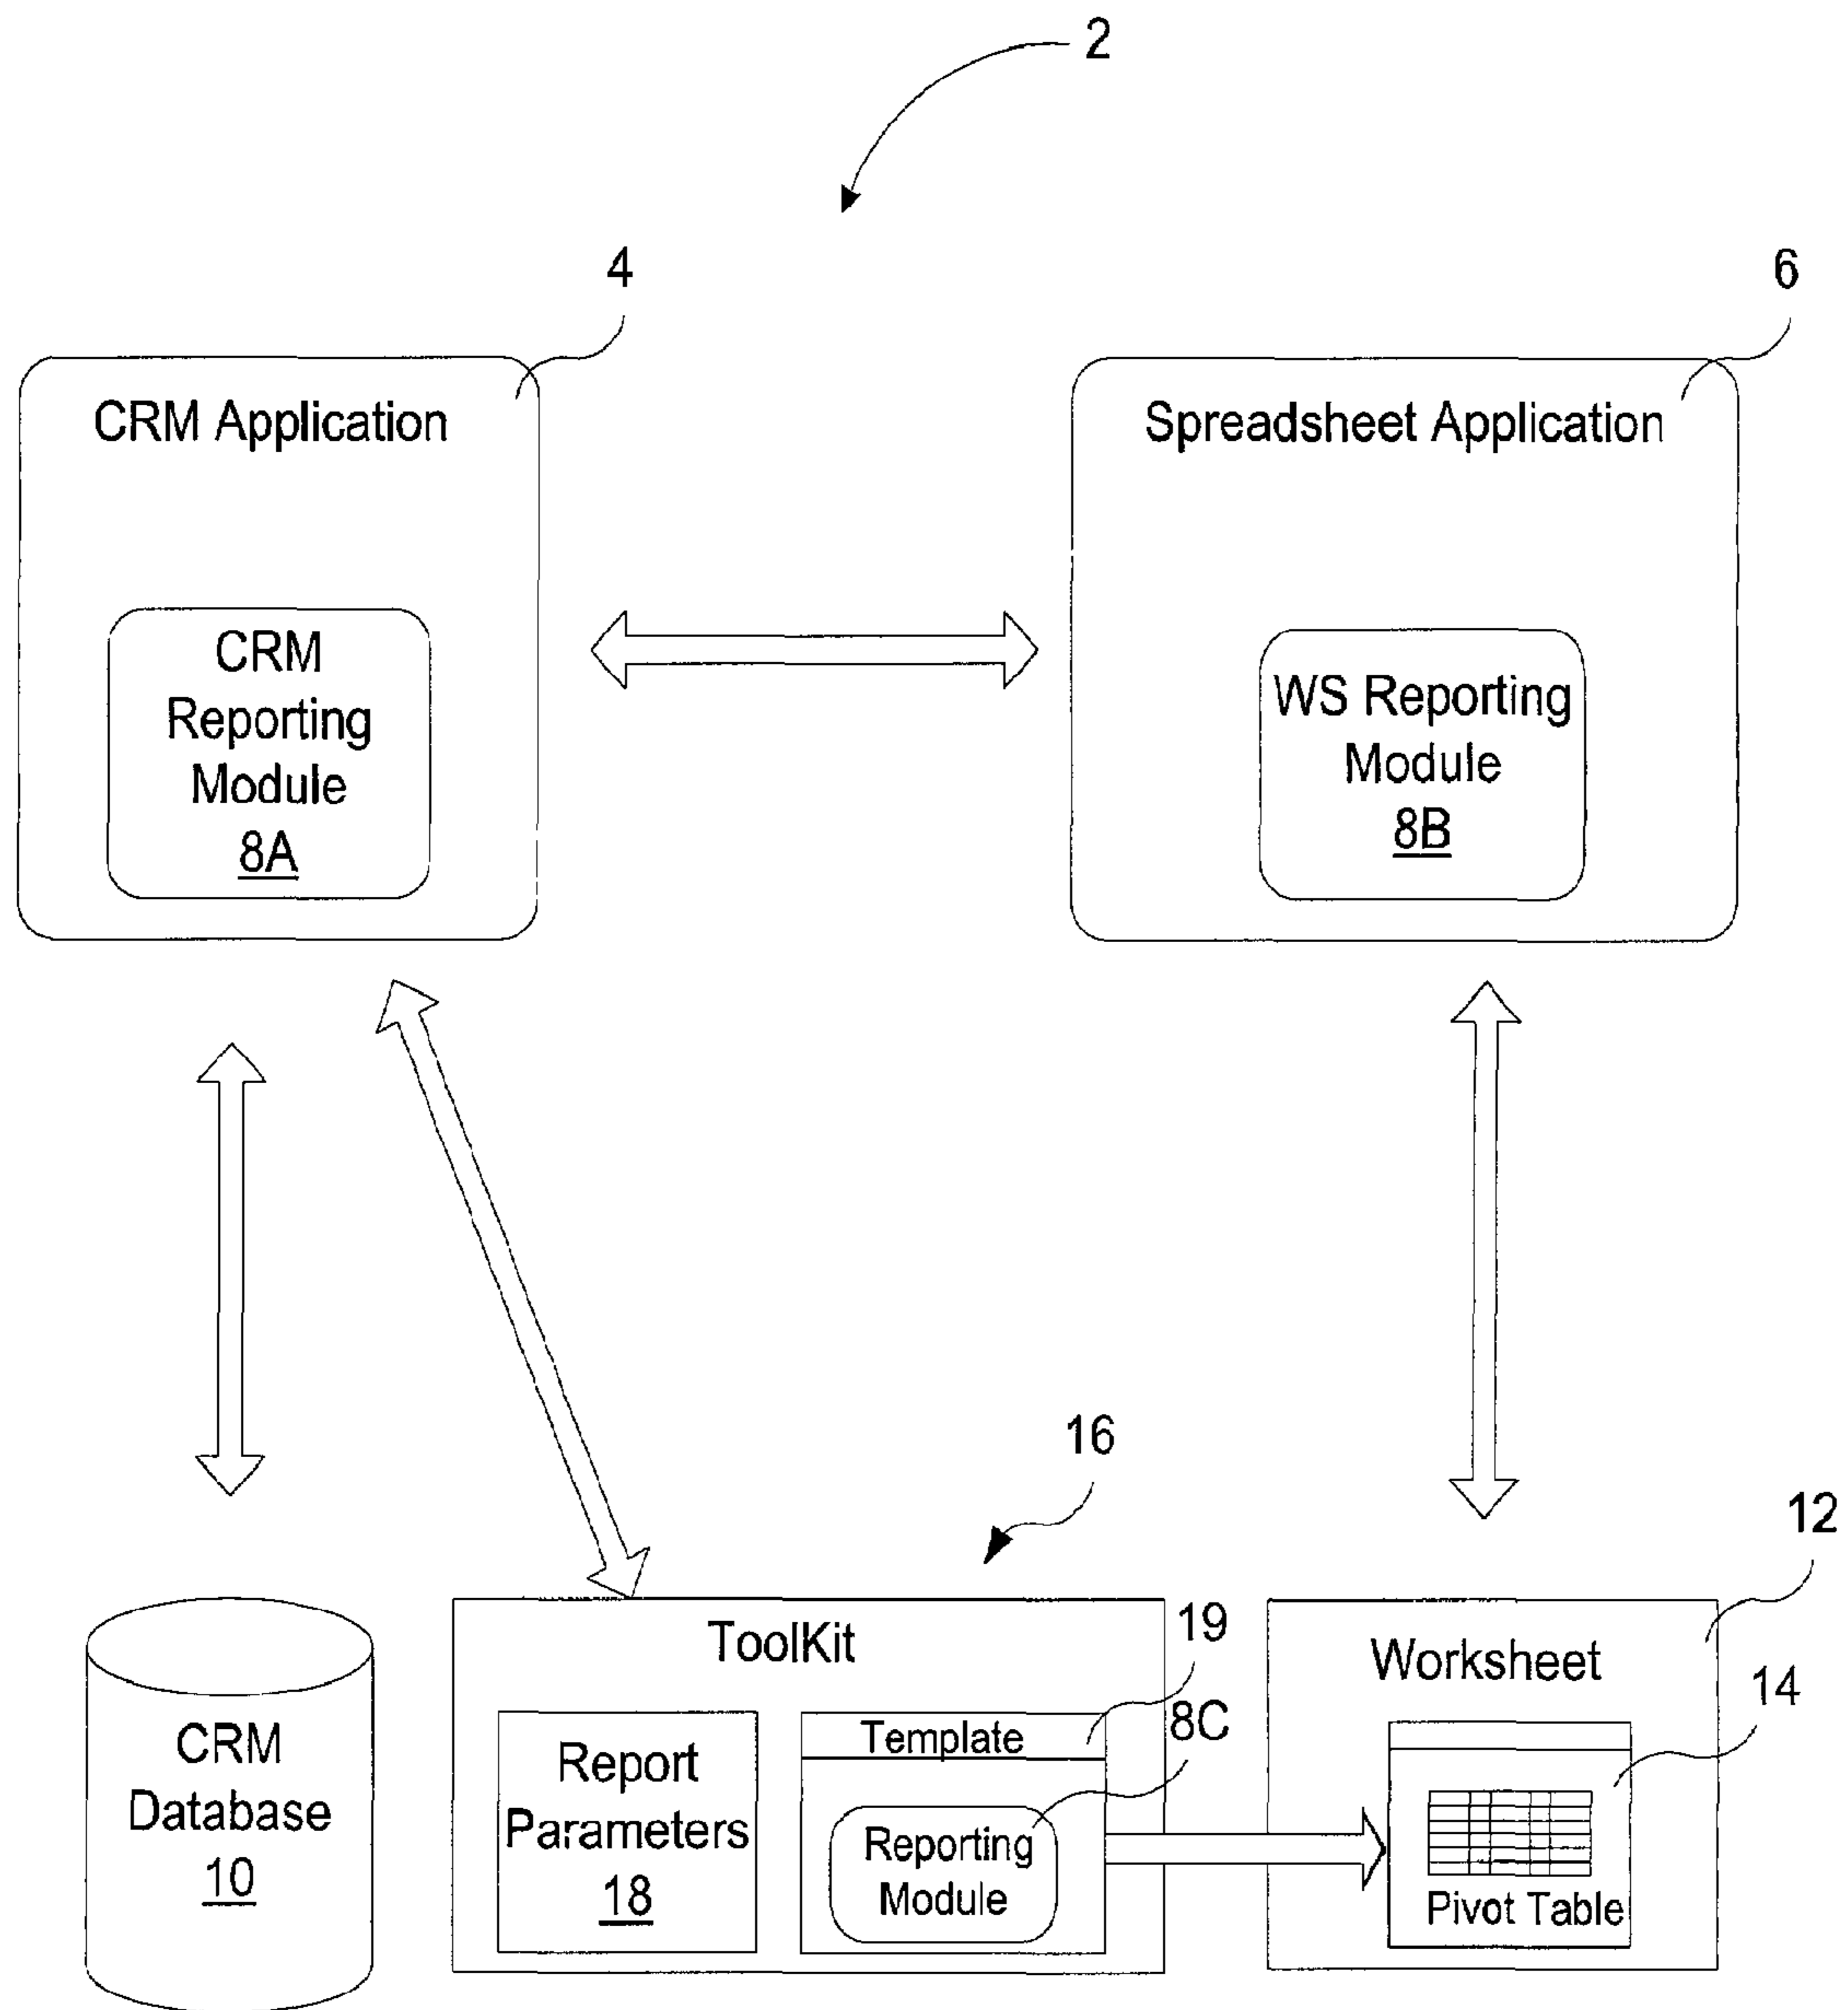 2
4
6
CRM Application
Spreadsheet Application
CRM
Reporting
Module
8A
WS Reporting
Module
8B
16
12
ToolKit
19
Worksheet
8C
14
Template
CRM
Database
10
Report
Parameters
18
Reporting
Module
Pivot Table